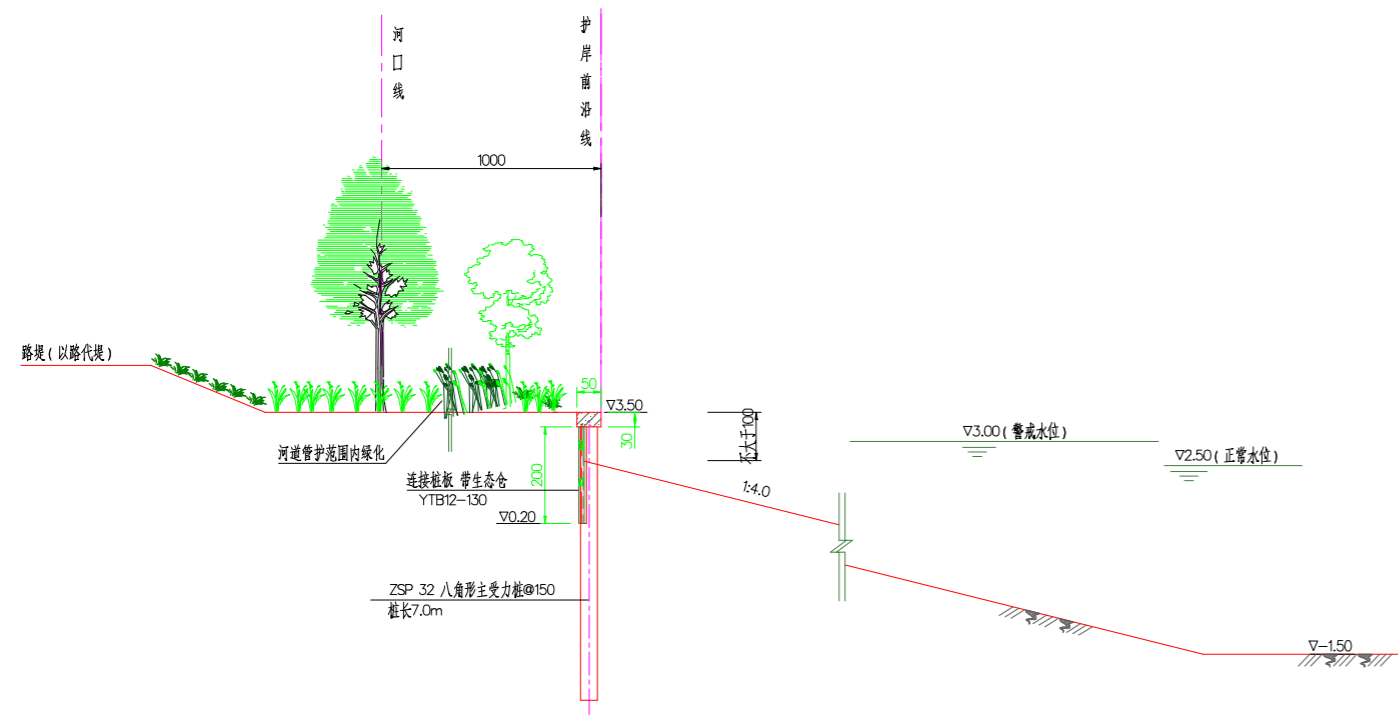 河口线
护岸前沿线
1000
路堤(以路代堤)
50
▽3.50
30
不大于100
▽3.00(警戒水位)
▽2.50(正常水位)
河道管护范围内绿化
连接桩板 带生态仓
YTB12-130
200
▽0.20
1:4.0
ZSP 32 八角形主受力桩@150
桩长7.0m
▽-1.50